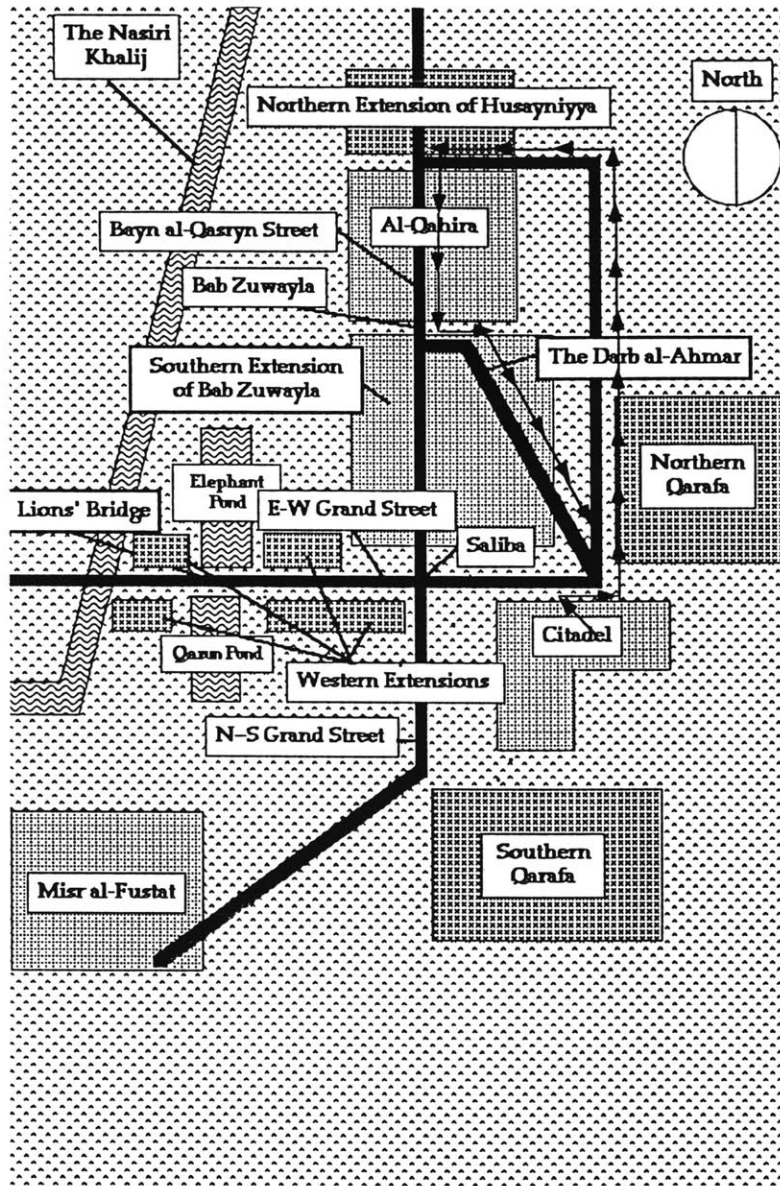 The Nasiri
Khalij
North
Northern Extension of Husayniyya
Al-Qahira
Bayn al-Qasryn Street
Bab Zuwayla
The Darb al-Ahmar
Southern Extension
of Bab Zuwayla
Northern
Qarafa
Elephant
Pond
Lions' Bridge
E-W Grand Street
Saliba
Citadel
Qarun Pond
Western Extensions
N–S Grand Street
Southern
Qarafa
Misr al-Fustat